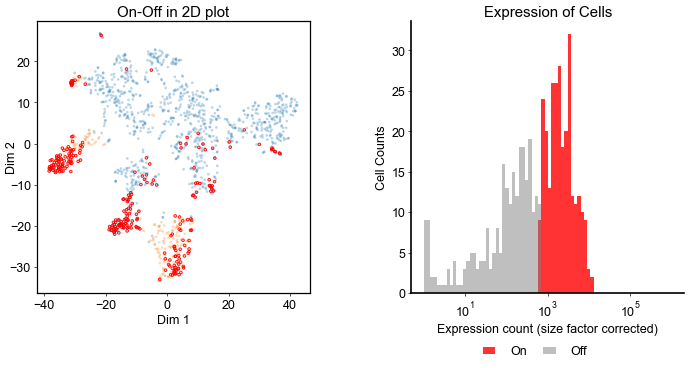 On-Off in 2D plot
Dim 2
20
10
0
−10
−20
−30
−40
−20
0
20
40
Dim 1
Expression of Cells
Cell Counts
30
25
20
15
10
5
0
10^1
10^3
10^5
Expression count (size factor corrected)
On
Off